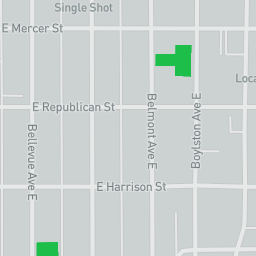 Single Shot
E Mercer St
Loca
E Republican St
Bellevue Ave E
Belmont Ave E
Boylston Ave E
E Harrison St